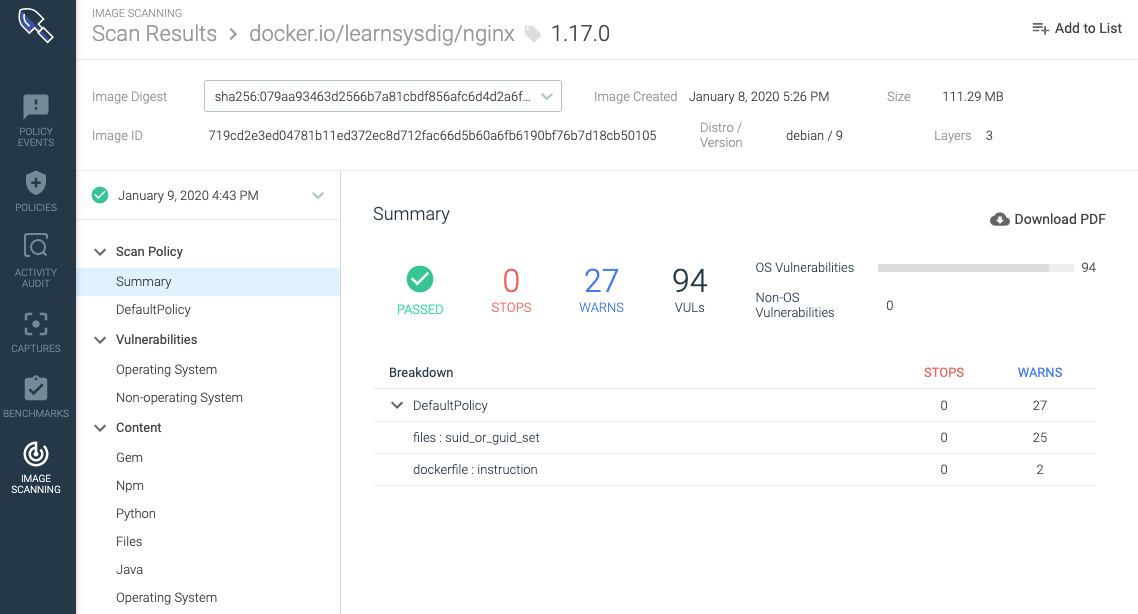 IMAGE SCANNING
Scan Results > docker.io/learnsysdig/nginx 1.17.0
Add to List
Image Digest sha256:079aa93463d2566b7a81cbdf856afc6d4d2a6f... Image Created January 8, 2020 5:26 PM Size 111.29 MB
Image ID 719cd2e3ed04781b11ed372ec8d712fac66d5b60a6fb6190bf76b7d18cb50105 Distro / Version debian / 9 Layers 3
POLICY
EVENTS
POLICIES
ACTIVITY
AUDIT
CAPTURES
BENCHMARKS
IMAGE
SCANNING
January 9, 2020 4:43 PM
Scan Policy
Summary
DefaultPolicy
Vulnerabilities
Operating System
Non-operating System
Content
Gem
Npm
Python
Files
Java
Operating System
Summary
Download PDF
0 27 94
PASSED STOPS WARNS VULs
OS Vulnerabilities 94
Non-OS
Vulnerabilities 0
Breakdown STOPS WARNS
DefaultPolicy 0 27
files : suid_or_guid_set 0 25
dockerfile : instruction 0 2